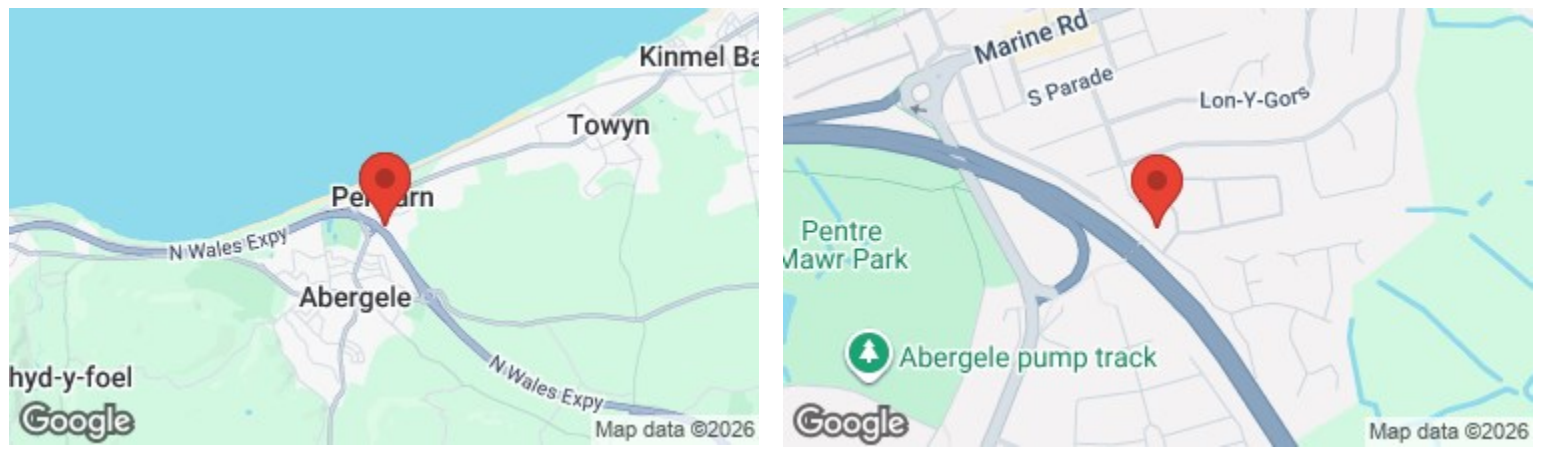 Kinmel Ba
Towyn
N Wales Expy
Abergele
N Wales Expy
hyd-y-foel
Google
Map data ©2026
Marine Rd
S Parade
Lon-Y-Gors
Pentre
Mawr Park
Abergele pump track
Google
Map data ©2026